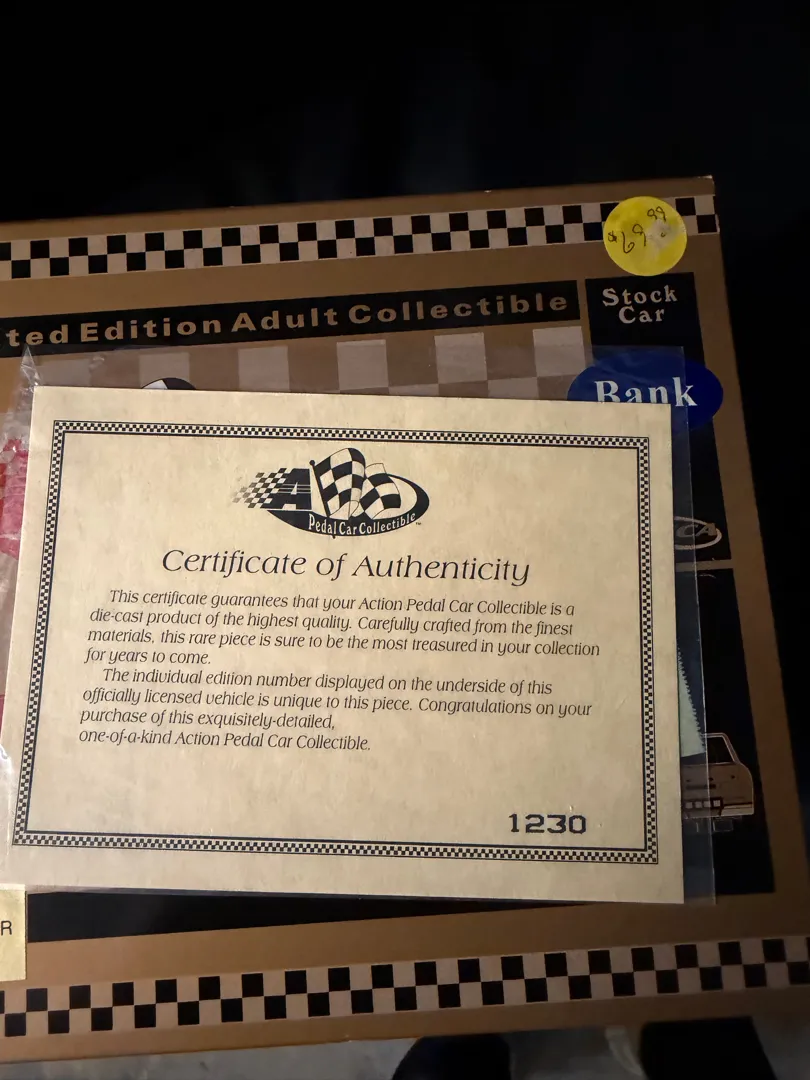 $69.99
ted Edition Adult Collectible
Stock
Car
Bank
A
Pedal Car Collectible™
Certificate of Authenticity
This certificate guarantees that your Action Pedal Car Collectible is a
die-cast product of the highest quality. Carefully crafted from the finest
materials, this rare piece is sure to be the most treasured in your collection
for years to come.
The individual edition number displayed on the underside of this
officially licensed vehicle is unique to this piece. Congratulations on your
purchase of this exquisitely-detailed,
one-of-a-kind Action Pedal Car Collectible.
1230
R